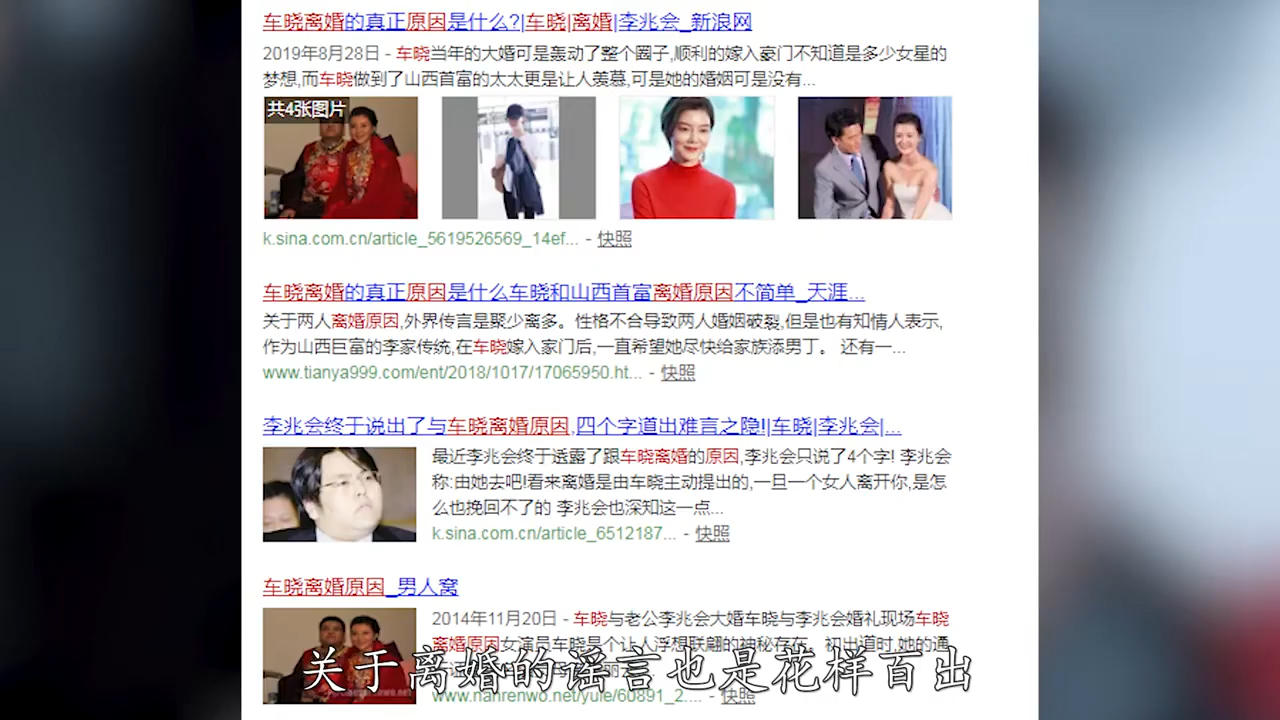 车晓离婚的真正原因是什么?|车晓|离婚|李兆会_新浪网
2019年8月28日 - 车晓当年的大婚可是轰动了整个圈子,顺利的嫁入豪门不知道是多少女星的
梦想,而车晓做到了山西首富的太太更是让人羡慕,可是她的婚姻可是没有...
共4张图片
k.sina.com.cn/article_5619526569_14ef... - 快照
车晓离婚的真正原因是什么车晓和山西首富离婚原因不简单_天涯...
关于两人离婚原因,外界传言是聚少离多。性格不合导致两人婚姻破裂,但是也有知情人表示,
作为山西巨富的李家传统,在车晓嫁入家门后,一直希望她尽快给家族添男丁。 还有一...
www.tianya999.com/ent/2018/1017/17065950.ht... - 快照
李兆会终于说出了与车晓离婚原因,四个字道出难言之隐!|车晓|李兆会|...
最近李兆会终于透露了跟车晓离婚的原因,李兆会只说了4个字! 李兆会
称:由她去吧!看来离婚是由车晓主动提出的,一旦一个女人离开你,是怎
么也挽回不了的 李兆会也深知这一点...
k.sina.com.cn/article_6512187... - 快照
车晓离婚原因_男人窝
2014年11月20日 - 车晓与老公李兆会大婚车晓与李兆会婚礼现场车晓
离婚原因女演员车晓是个让人浮想联翩的神秘存在。初出道时,她的通
关于离婚的谣言也是花样百出
www.nanrenwo.net/yule/60891_2.... - 快照